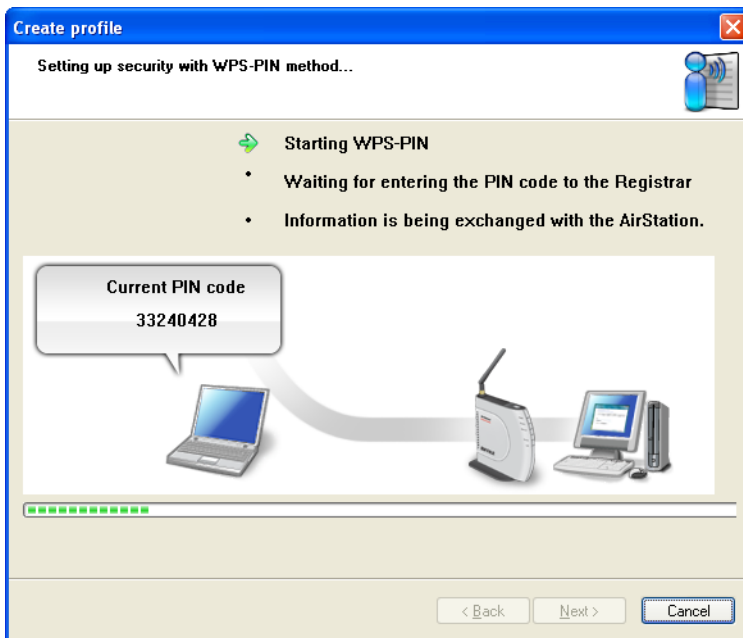 Create profile
Setting up security with WPS-PIN method...
Starting WPS-PIN
• Waiting for entering the PIN code to the Registrar
• Information is being exchanged with the AirStation.
Current PIN code
33240428
< Back
Next >
Cancel